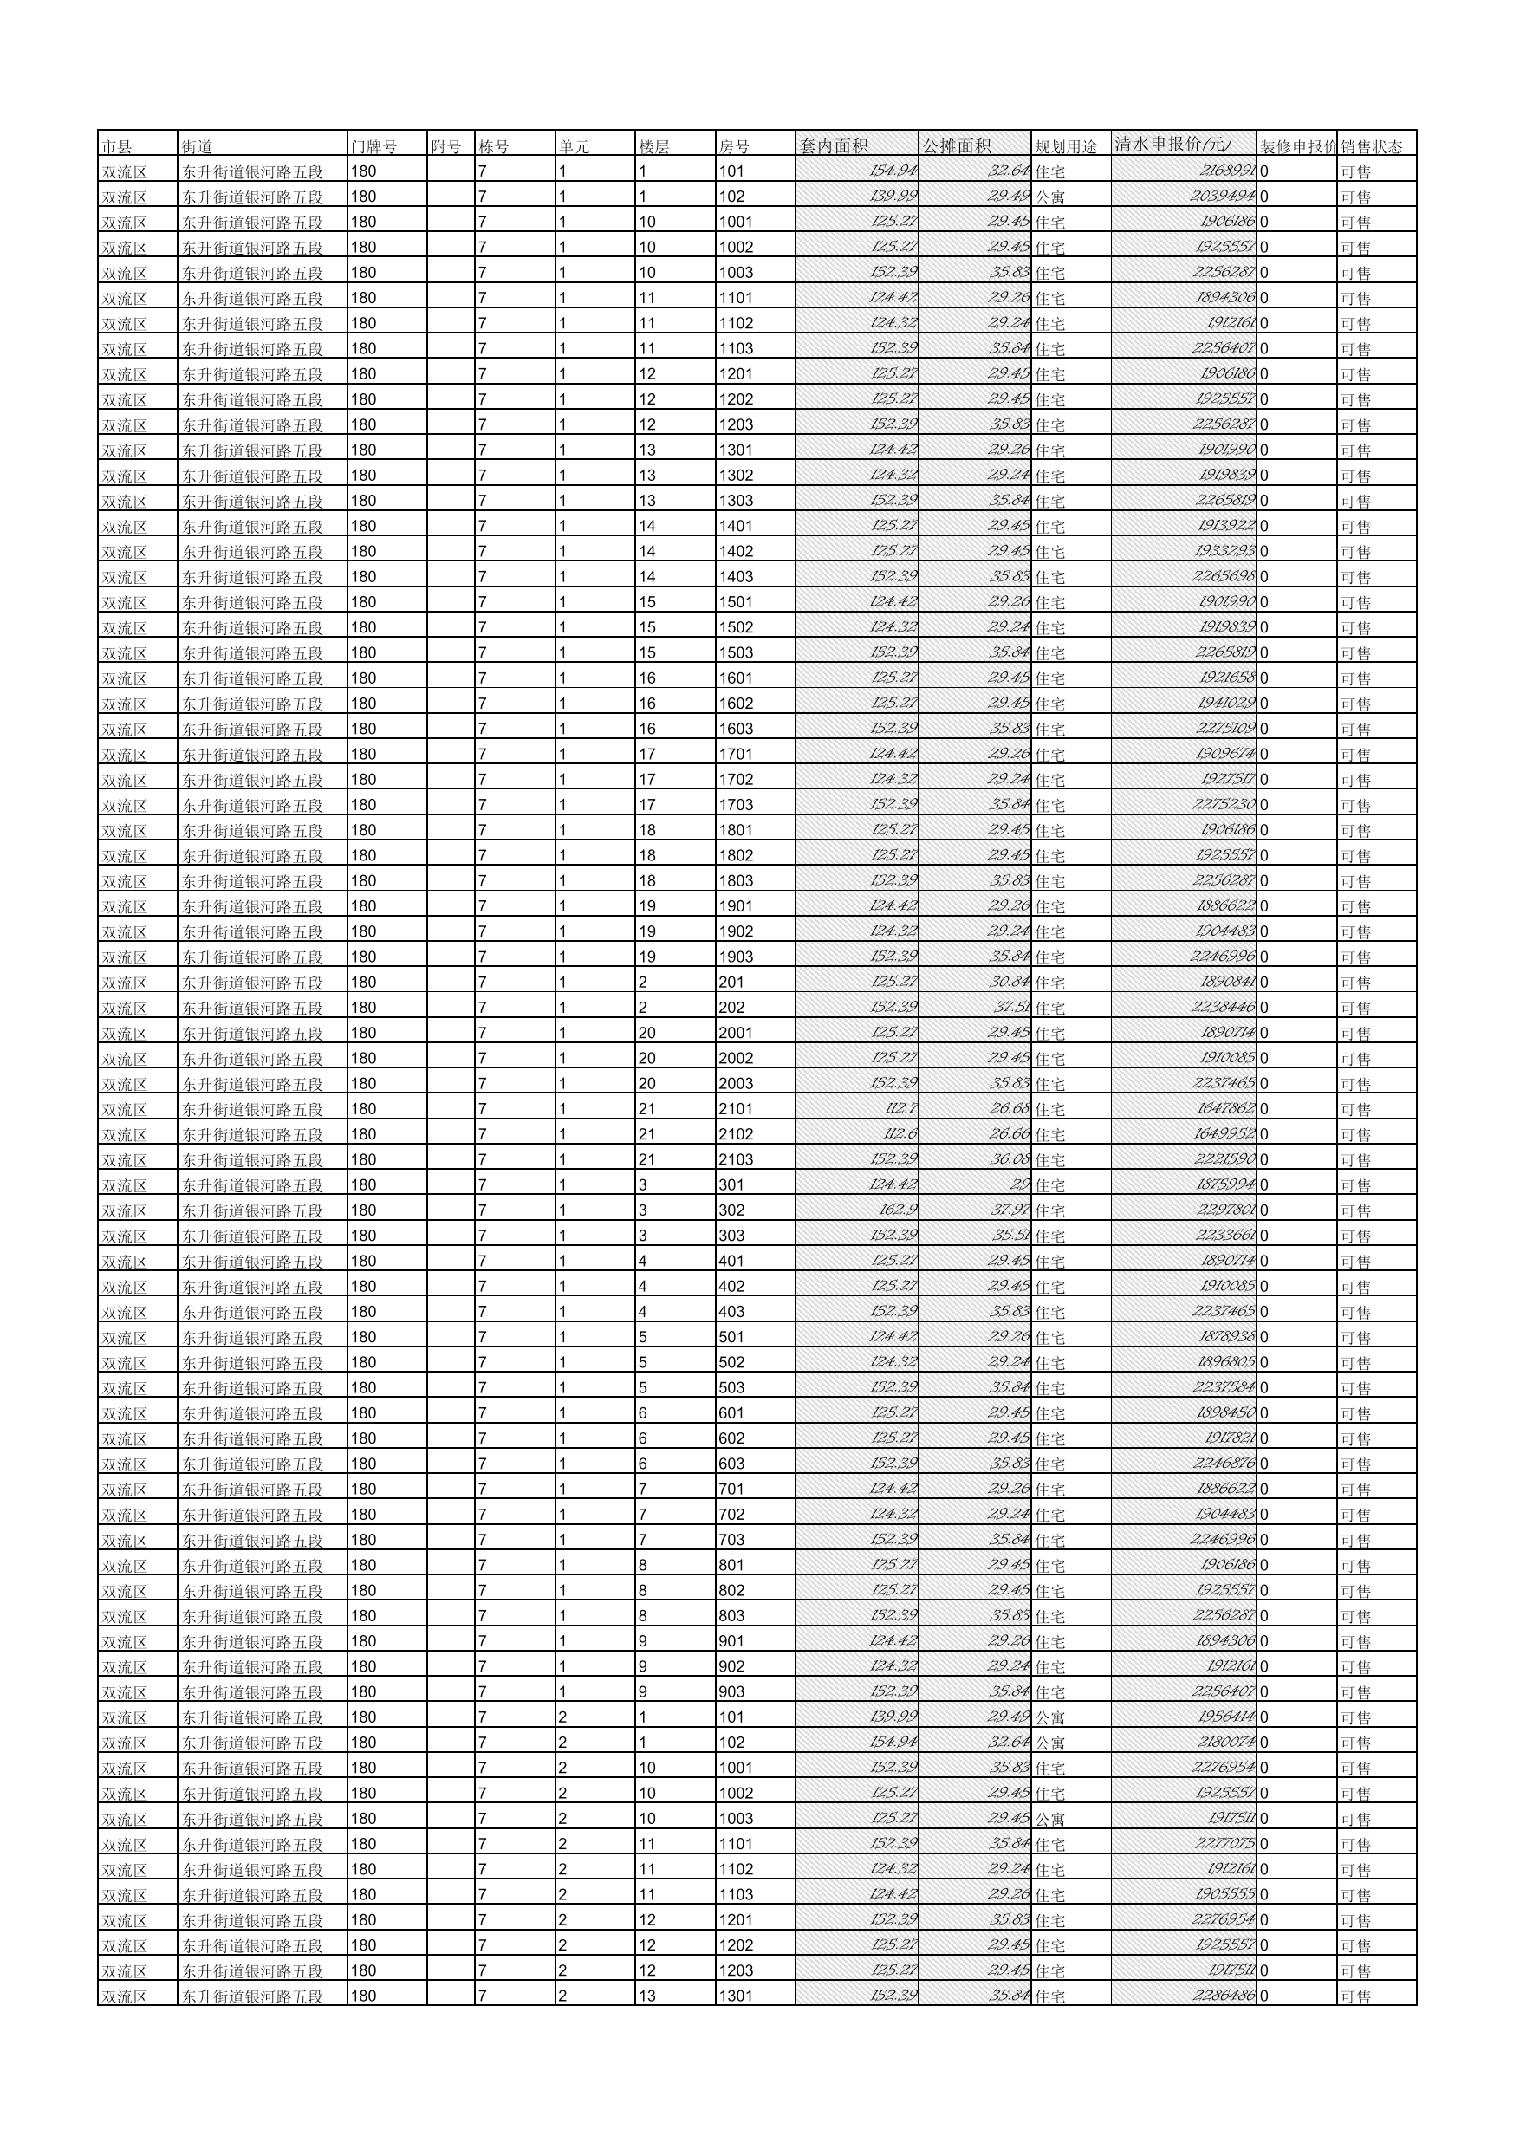 市县 街道 门牌号 附号 栋号 单元 楼层 房号 套内面积 公摊面积 规划用途 清水申报价/元/ 装修申报价 销售状态
双流区 东升街道银河路五段 180 7 1 1 101 154.94 32.64 住宅 2168991 0 可售
双流区 东升街道银河路五段 180 7 1 1 102 139.99 29.49 公寓 2039494 0 可售
双流区 东升街道银河路五段 180 7 1 10 1001 125.27 29.45 住宅 1906186 0 可售
双流区 东升街道银河路五段 180 7 1 10 1002 125.27 29.45 住宅 1925557 0 可售
双流区 东升街道银河路五段 180 7 1 10 1003 152.39 35.83 住宅 2256287 0 可售
双流区 东升街道银河路五段 180 7 1 11 1101 124.42 29.26 住宅 1894306 0 可售
双流区 东升街道银河路五段 180 7 1 11 1102 124.32 29.24 住宅 1912161 0 可售
双流区 东升街道银河路五段 180 7 1 11 1103 152.39 35.84 住宅 2256407 0 可售
双流区 东升街道银河路五段 180 7 1 12 1201 125.27 29.45 住宅 1906186 0 可售
双流区 东升街道银河路五段 180 7 1 12 1202 125.27 29.45 住宅 1925557 0 可售
双流区 东升街道银河路五段 180 7 1 12 1203 152.39 35.83 住宅 2256287 0 可售
双流区 东升街道银河路五段 180 7 1 13 1301 124.42 29.26 住宅 1901990 0 可售
双流区 东升街道银河路五段 180 7 1 13 1302 124.32 29.24 住宅 1919839 0 可售
双流区 东升街道银河路五段 180 7 1 13 1303 152.39 35.84 住宅 2265819 0 可售
双流区 东升街道银河路五段 180 7 1 14 1401 125.27 29.45 住宅 1913922 0 可售
双流区 东升街道银河路五段 180 7 1 14 1402 125.27 29.45 住宅 1933293 0 可售
双流区 东升街道银河路五段 180 7 1 14 1403 152.39 35.83 住宅 2265698 0 可售
双流区 东升街道银河路五段 180 7 1 15 1501 124.42 29.26 住宅 1901990 0 可售
双流区 东升街道银河路五段 180 7 1 15 1502 124.32 29.24 住宅 1919839 0 可售
双流区 东升街道银河路五段 180 7 1 15 1503 152.39 35.84 住宅 2265819 0 可售
双流区 东升街道银河路五段 180 7 1 16 1601 125.27 29.45 住宅 1921658 0 可售
双流区 东升街道银河路五段 180 7 1 16 1602 125.27 29.45 住宅 1941029 0 可售
双流区 东升街道银河路五段 180 7 1 16 1603 152.39 35.83 住宅 2275109 0 可售
双流区 东升街道银河路五段 180 7 1 17 1701 124.42 29.26 住宅 1909674 0 可售
双流区 东升街道银河路五段 180 7 1 17 1702 124.32 29.24 住宅 1927517 0 可售
双流区 东升街道银河路五段 180 7 1 17 1703 152.39 35.84 住宅 2275230 0 可售
双流区 东升街道银河路五段 180 7 1 18 1801 125.27 29.45 住宅 1906186 0 可售
双流区 东升街道银河路五段 180 7 1 18 1802 125.27 29.45 住宅 1925557 0 可售
双流区 东升街道银河路五段 180 7 1 18 1803 152.39 35.83 住宅 2256287 0 可售
双流区 东升街道银河路五段 180 7 1 19 1901 124.42 29.26 住宅 1886622 0 可售
双流区 东升街道银河路五段 180 7 1 19 1902 124.32 29.24 住宅 1904483 0 可售
双流区 东升街道银河路五段 180 7 1 19 1903 152.39 35.84 住宅 2246996 0 可售
双流区 东升街道银河路五段 180 7 1 2 201 125.27 30.84 住宅 1890841 0 可售
双流区 东升街道银河路五段 180 7 1 2 202 152.39 37.51 住宅 2238446 0 可售
双流区 东升街道银河路五段 180 7 1 20 2001 125.27 29.45 住宅 1890714 0 可售
双流区 东升街道银河路五段 180 7 1 20 2002 125.27 29.45 住宅 1910085 0 可售
双流区 东升街道银河路五段 180 7 1 20 2003 152.39 35.83 住宅 2237465 0 可售
双流区 东升街道银河路五段 180 7 1 21 2101 112.7 26.68 住宅 1647862 0 可售
双流区 东升街道银河路五段 180 7 1 21 2102 112.6 26.66 住宅 1649952 0 可售
双流区 东升街道银河路五段 180 7 1 21 2103 152.39 36.08 住宅 2221590 0 可售
双流区 东升街道银河路五段 180 7 1 3 301 124.42 29 住宅 1875994 0 可售
双流区 东升街道银河路五段 180 7 1 3 302 162.9 37.97 住宅 2297801 0 可售
双流区 东升街道银河路五段 180 7 1 3 303 152.39 35.51 住宅 2233661 0 可售
双流区 东升街道银河路五段 180 7 1 4 401 125.27 29.45 住宅 1890714 0 可售
双流区 东升街道银河路五段 180 7 1 4 402 125.27 29.45 住宅 1910085 0 可售
双流区 东升街道银河路五段 180 7 1 4 403 152.39 35.83 住宅 2237465 0 可售
双流区 东升街道银河路五段 180 7 1 5 501 124.42 29.26 住宅 1878938 0 可售
双流区 东升街道银河路五段 180 7 1 5 502 124.32 29.24 住宅 1896805 0 可售
双流区 东升街道银河路五段 180 7 1 5 503 152.39 35.84 住宅 2237584 0 可售
双流区 东升街道银河路五段 180 7 1 6 601 125.27 29.45 住宅 1898450 0 可售
双流区 东升街道银河路五段 180 7 1 6 602 125.27 29.45 住宅 1917821 0 可售
双流区 东升街道银河路五段 180 7 1 6 603 152.39 35.83 住宅 2246876 0 可售
双流区 东升街道银河路五段 180 7 1 7 701 124.42 29.26 住宅 1886622 0 可售
双流区 东升街道银河路五段 180 7 1 7 702 124.32 29.24 住宅 1904483 0 可售
双流区 东升街道银河路五段 180 7 1 7 703 152.39 35.84 住宅 2246996 0 可售
双流区 东升街道银河路五段 180 7 1 8 801 125.27 29.45 住宅 1906186 0 可售
双流区 东升街道银河路五段 180 7 1 8 802 125.27 29.45 住宅 1925557 0 可售
双流区 东升街道银河路五段 180 7 1 8 803 152.39 35.83 住宅 2256287 0 可售
双流区 东升街道银河路五段 180 7 1 9 901 124.42 29.26 住宅 1894306 0 可售
双流区 东升街道银河路五段 180 7 1 9 902 124.32 29.24 住宅 1912161 0 可售
双流区 东升街道银河路五段 180 7 1 9 903 152.39 35.84 住宅 2256407 0 可售
双流区 东升街道银河路五段 180 7 2 1 101 139.99 29.49 公寓 1956414 0 可售
双流区 东升街道银河路五段 180 7 2 1 102 154.94 32.64 公寓 2180074 0 可售
双流区 东升街道银河路五段 180 7 2 10 1001 152.39 35.83 住宅 2276954 0 可售
双流区 东升街道银河路五段 180 7 2 10 1002 125.27 29.45 住宅 1925557 0 可售
双流区 东升街道银河路五段 180 7 2 10 1003 125.27 29.45 公寓 1917511 0 可售
双流区 东升街道银河路五段 180 7 2 11 1101 152.39 35.84 住宅 2277075 0 可售
双流区 东升街道银河路五段 180 7 2 11 1102 124.32 29.24 住宅 1912161 0 可售
双流区 东升街道银河路五段 180 7 2 11 1103 124.42 29.26 住宅 1905555 0 可售
双流区 东升街道银河路五段 180 7 2 12 1201 152.39 35.83 住宅 2276954 0 可售
双流区 东升街道银河路五段 180 7 2 12 1202 125.27 29.45 住宅 1925557 0 可售
双流区 东升街道银河路五段 180 7 2 12 1203 125.27 29.45 住宅 1917511 0 可售
双流区 东升街道银河路五段 180 7 2 13 1301 152.39 35.84 住宅 2286486 0 可售